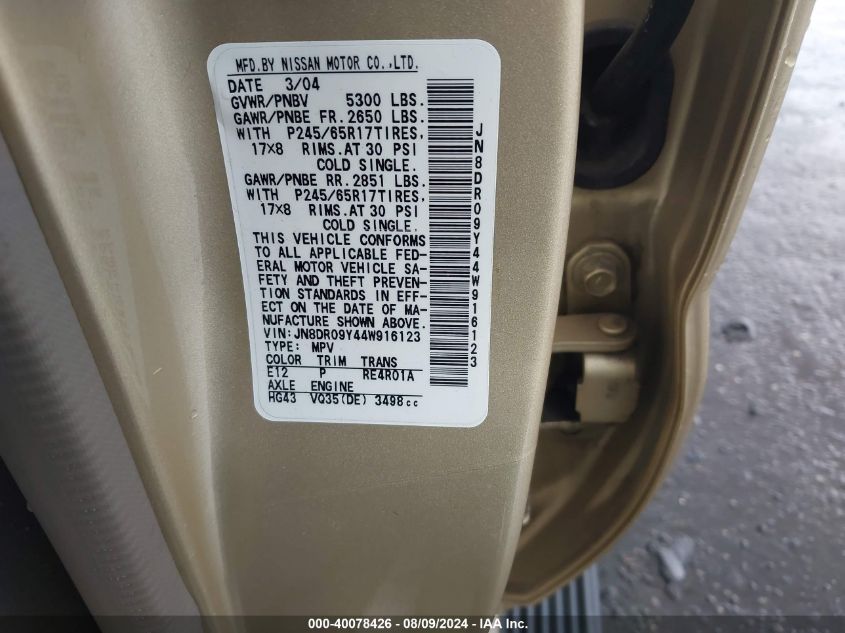 MFD.BY NISSAN MOTOR CO.,LTD.
DATE 3/04
GVWR/PNBV 5300 LBS.
GAWR/PNBE FR.2650 LBS.
WITH P245/65R17TIRES,
17×8 RIMS.AT 30 PSI
COLD SINGLE.
GAWR/PNBE RR.2851 LBS.
WITH P245/65R17TIRES,
17×8 RIMS.AT 30 PSI
COLD SINGLE.
THIS VEHICLE CONFORMS
TO ALL APPLICABLE FED-
ERAL MOTOR VEHICLE SA-
FETY AND THEFT PREVEN-
TION STANDARDS IN EFF-
ECT ON THE DATE OF MA-
NUFACTURE SHOWN ABOVE.
VIN:JN8DR09Y44W916123
TYPE: MPV
COLOR TRIM TRANS
E12 P RE4R01A
AXLE ENGINE
HG43 VQ35(DE) 3498cc
JN8DR09Y44W916123
000-40078426 - 08/09/2024 - IAA Inc.